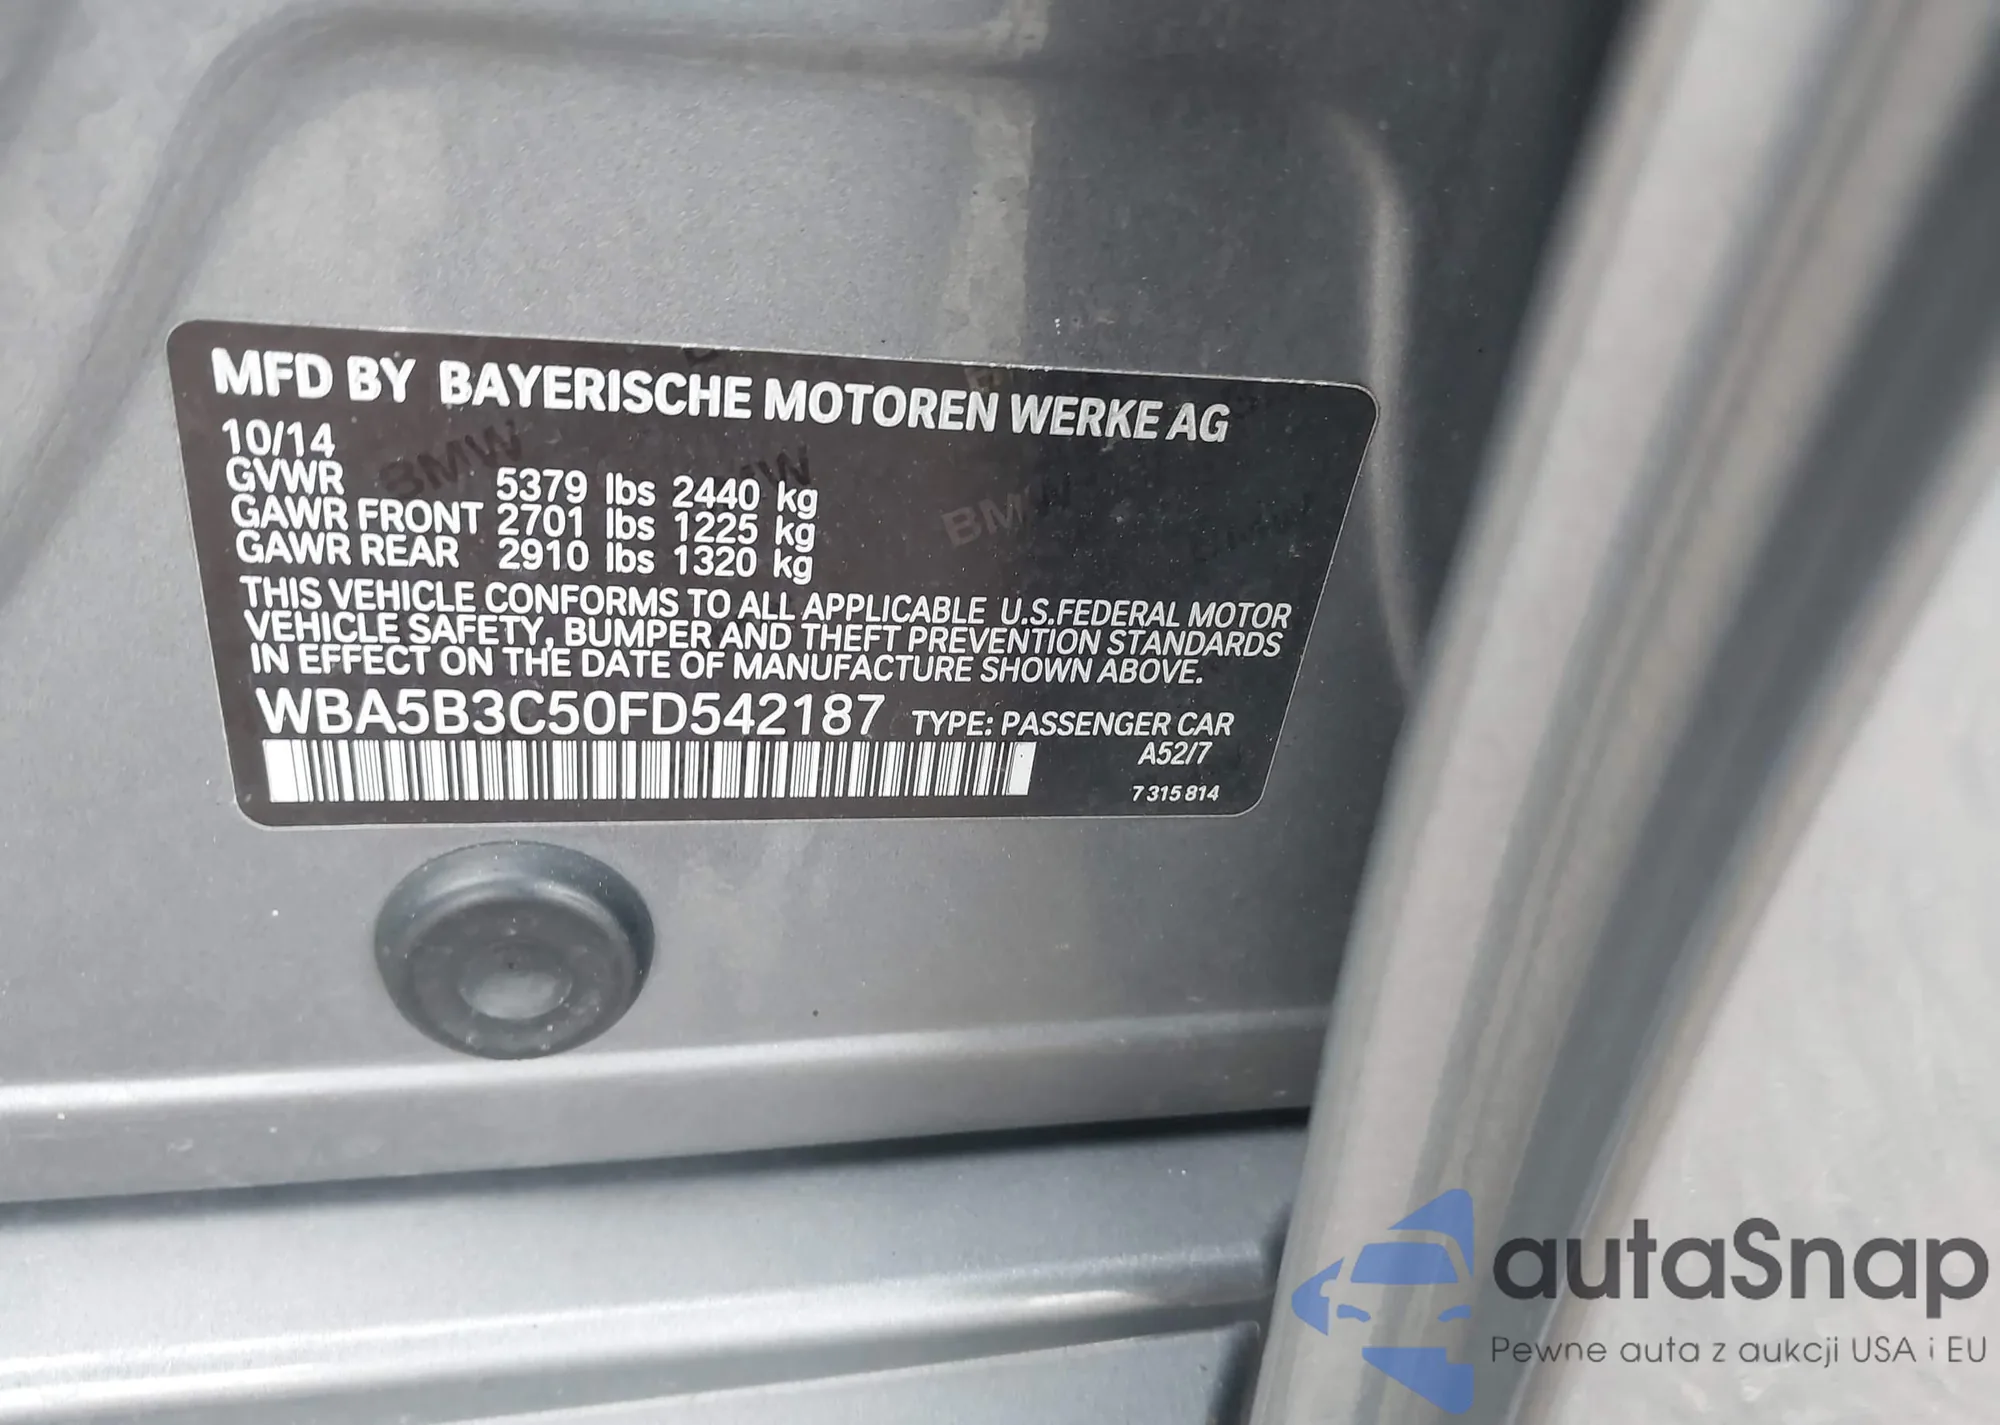 MFD BY BAYERISCHE MOTOREN WERKE AG
10/14
GVWR 5379 lbs 2440 kg
GAWR FRONT 2701 lbs 1225 kg
GAWR REAR 2910 lbs 1320 kg
THIS VEHICLE CONFORMS TO ALL APPLICABLE U.S.FEDERAL MOTOR
VEHICLE SAFETY, BUMPER AND THEFT PREVENTION STANDARDS
IN EFFECT ON THE DATE OF MANUFACTURE SHOWN ABOVE.
WBA5B3C50FD542187 TYPE: PASSENGER CAR
A52/7
7 315 814
autaSnap
Pewne auta z aukcji USA i EU